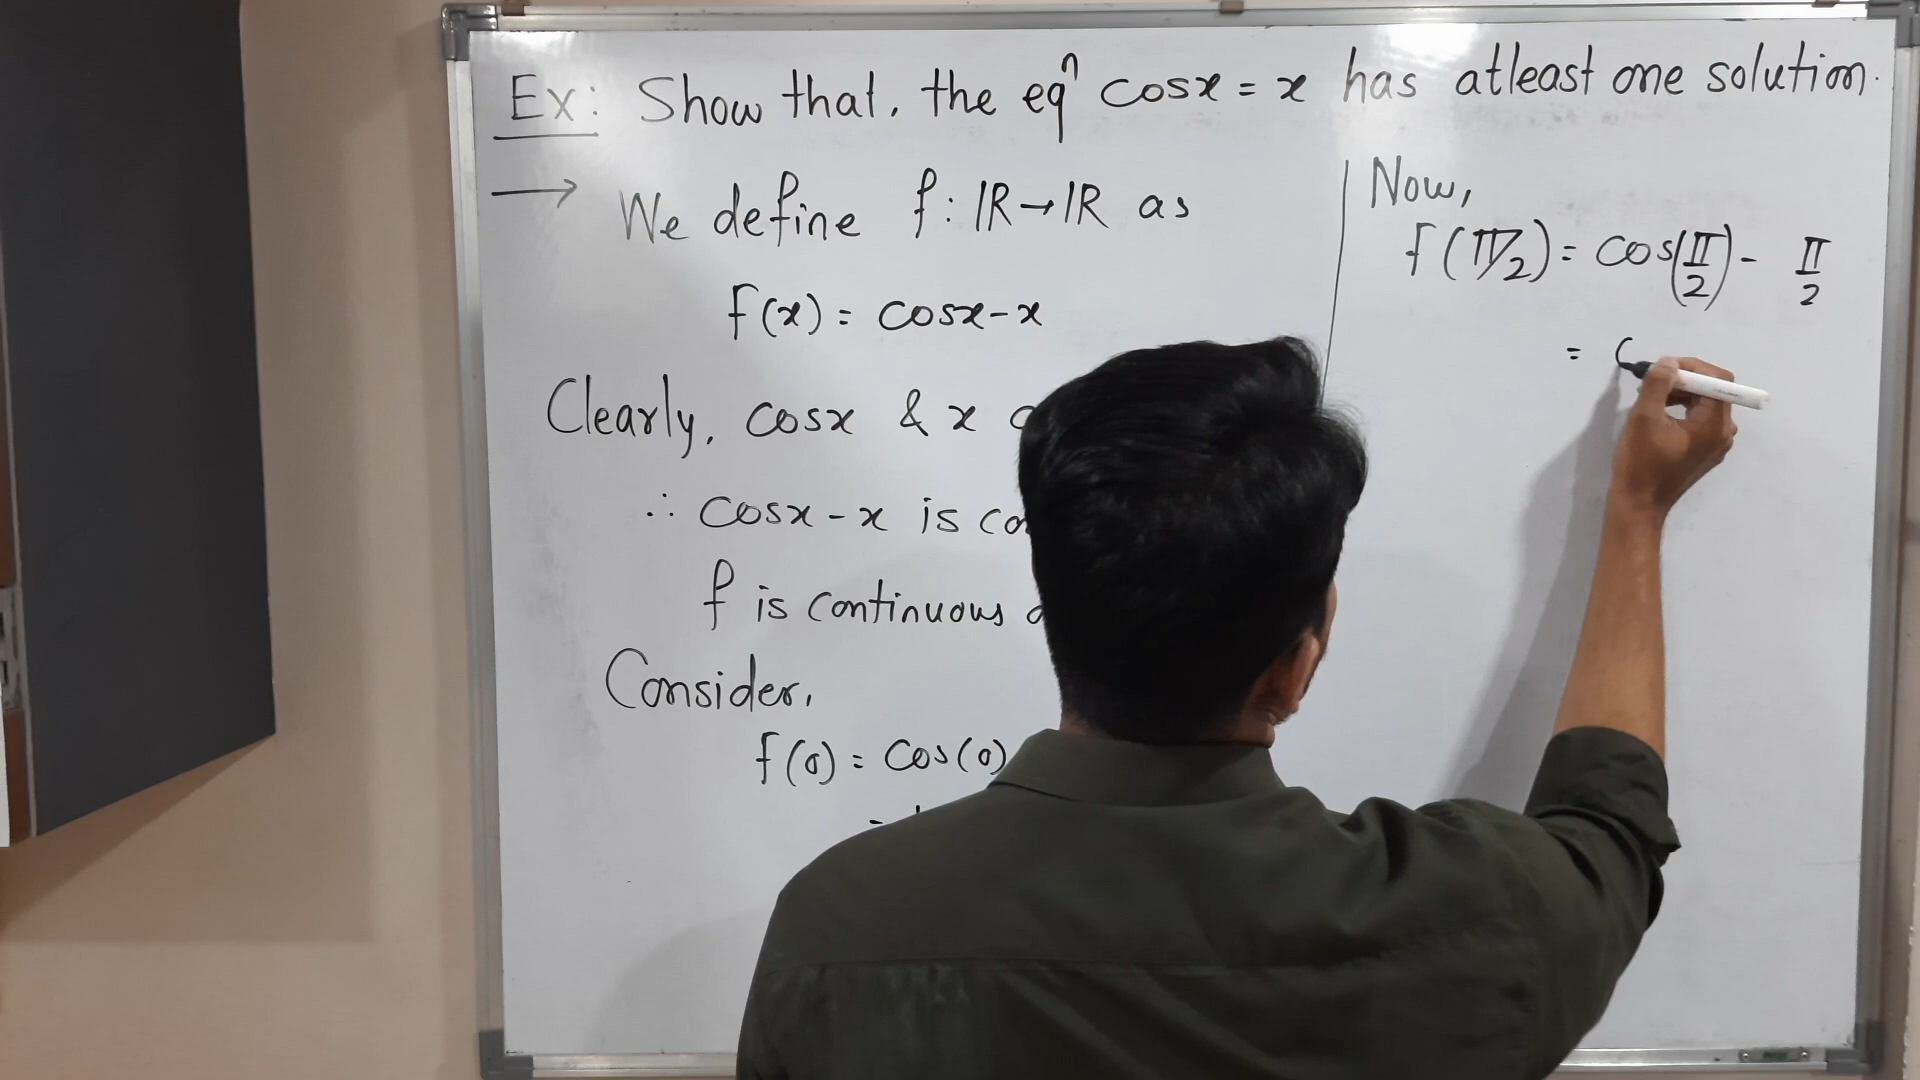 Ex: Show that, the eqⁿ cosx = x has atleast one solution.
→ We define f: IR→IR as
f(x) = cosx-x
Clearly, cosx & x
∴ cosx-x is
f is continuous
Consider,
f(0) = cos(0)
Now,
f(π/2) = cos(π/2) - π/2
=